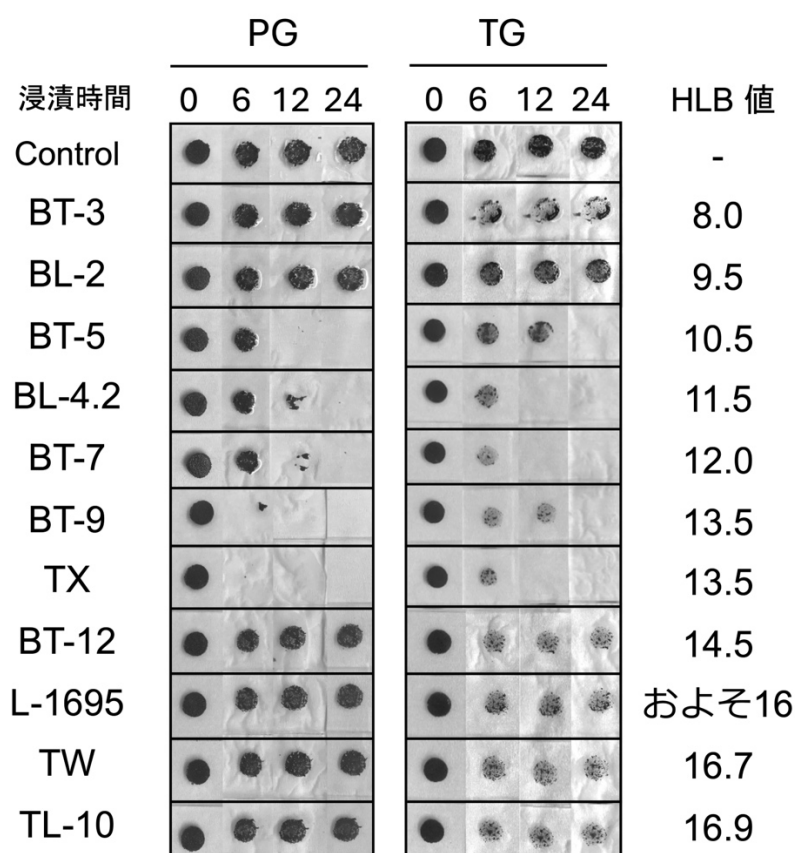 PG TG
浸漬時間 0 6 12 24 0 6 12 24 HLB 値
Control -
BT-3 8.0
BL-2 9.5
BT-5 10.5
BL-4.2 11.5
BT-7 12.0
BT-9 13.5
TX 13.5
BT-12 14.5
L-1695 およそ16
TW 16.7
TL-10 16.9